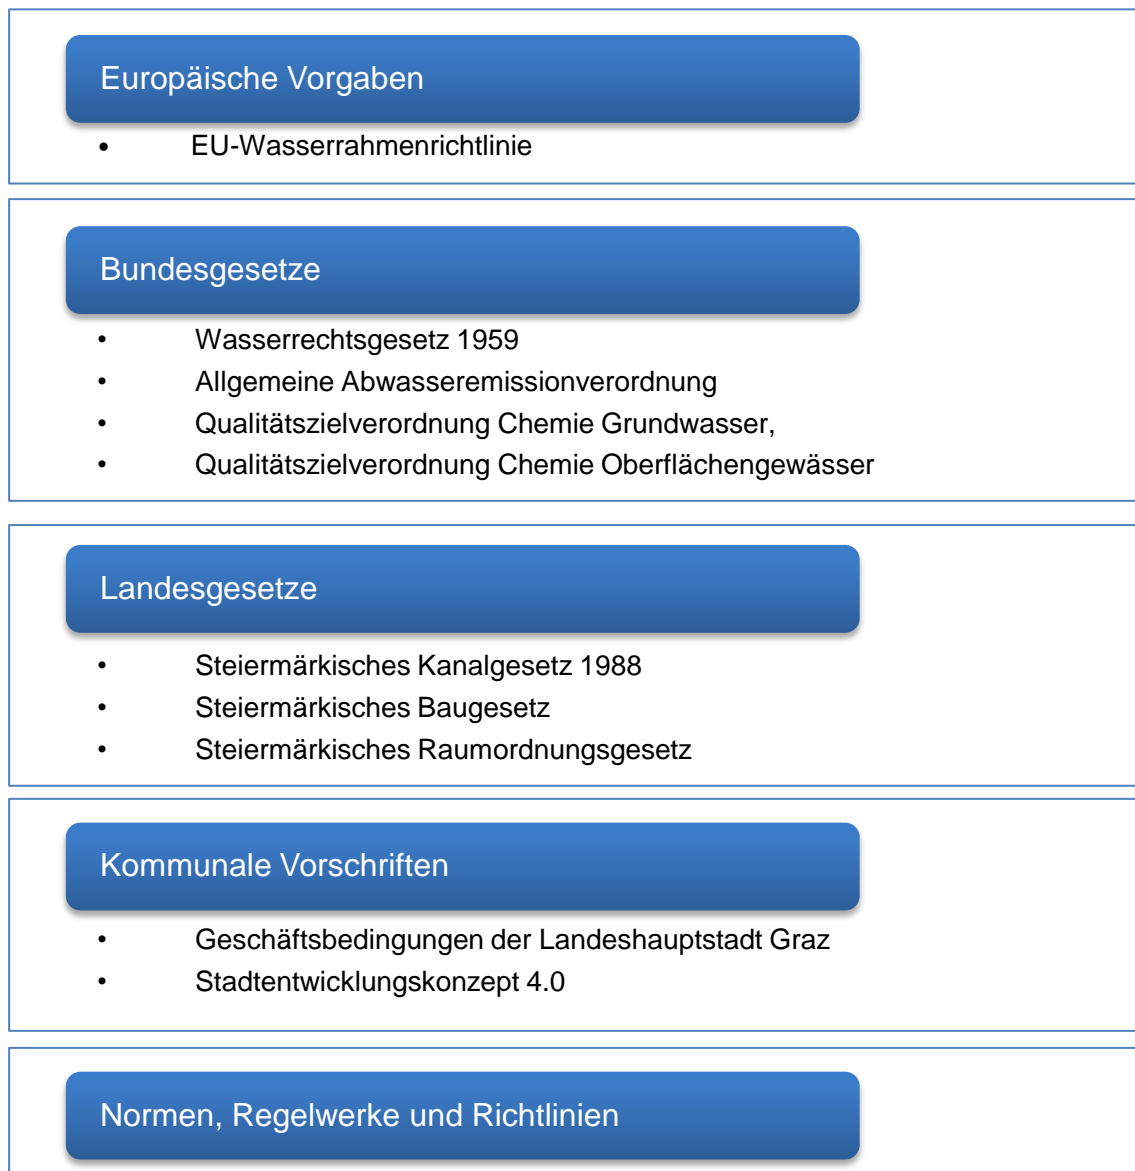 Europäische Vorgaben
• EU-Wasserrahmenrichtlinie
Bundesgesetze
• Wasserrechtsgesetz 1959
• Allgemeine Abwasseremissionverordnung
• Qualitätszielverordnung Chemie Grundwasser,
• Qualitätszielverordnung Chemie Oberflächengewässer
Landesgesetze
• Steiermärkisches Kanalgesetz 1988
• Steiermärkisches Baugesetz
• Steiermärkisches Raumordnungsgesetz
Kommunale Vorschriften
• Geschäftsbedingungen der Landeshauptstadt Graz
• Stadtentwicklungskonzept 4.0
Normen, Regelwerke und Richtlinien